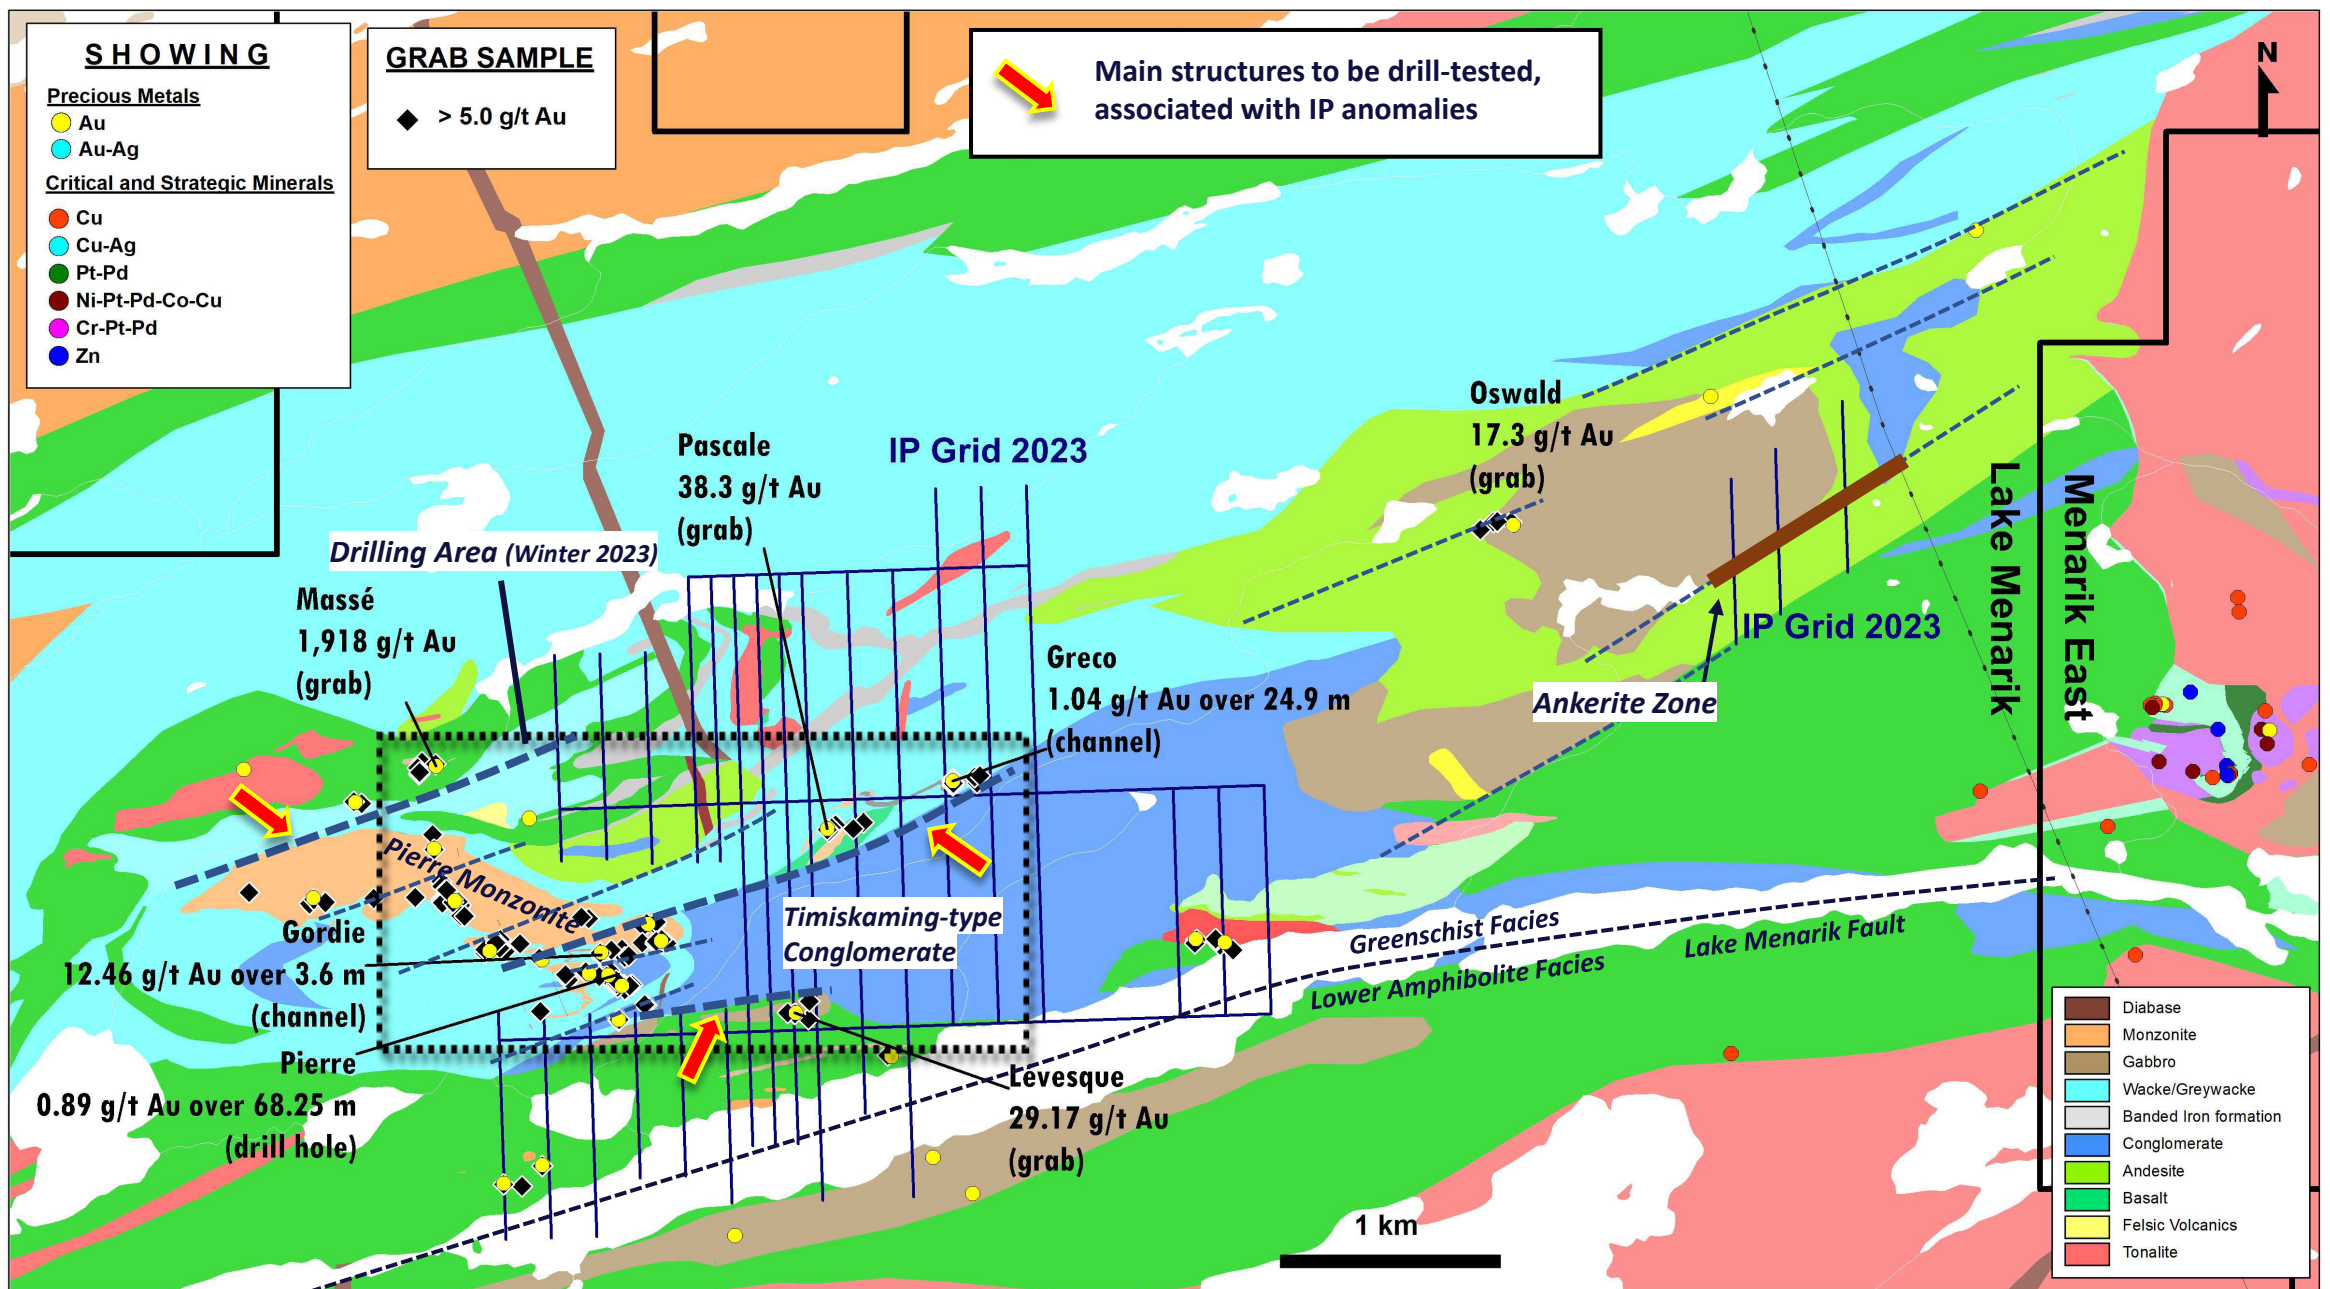 SHOWING
Precious Metals
Au
Au-Ag
Critical and Strategic Minerals
Cu
Cu-Ag
Pt-Pd
Ni-Pt-Pd-Co-Cu
Cr-Pt-Pd
Zn
GRAB SAMPLE
> 5.0 g/t Au
Main structures to be drill-tested,
associated with IP anomalies
N
Oswald
17.3 g/t Au
(grab)
Pascale
38.3 g/t Au
(grab)
IP Grid 2023
Drilling Area (Winter 2023)
Massé
1,918 g/t Au
(grab)
Greco
1.04 g/t Au over 24.9 m
(channel)
IP Grid 2023
Ankerite Zone
Lake Menarik
Menarik East
Pierre Monzonite
Timiskaming-type
Conglomerate
Gordie
12.46 g/t Au over 3.6 m
(channel)
Pierre
0.89 g/t Au over 68.25 m
(drill hole)
Levesque
29.17 g/t Au
(grab)
Greenschist Facies
Lower Amphibolite Facies
Lake Menarik Fault
1 km
Diabase
Monzonite
Gabbro
Wacke/Greywacke
Banded Iron formation
Conglomerate
Andesite
Basalt
Felsic Volcanics
Tonalite